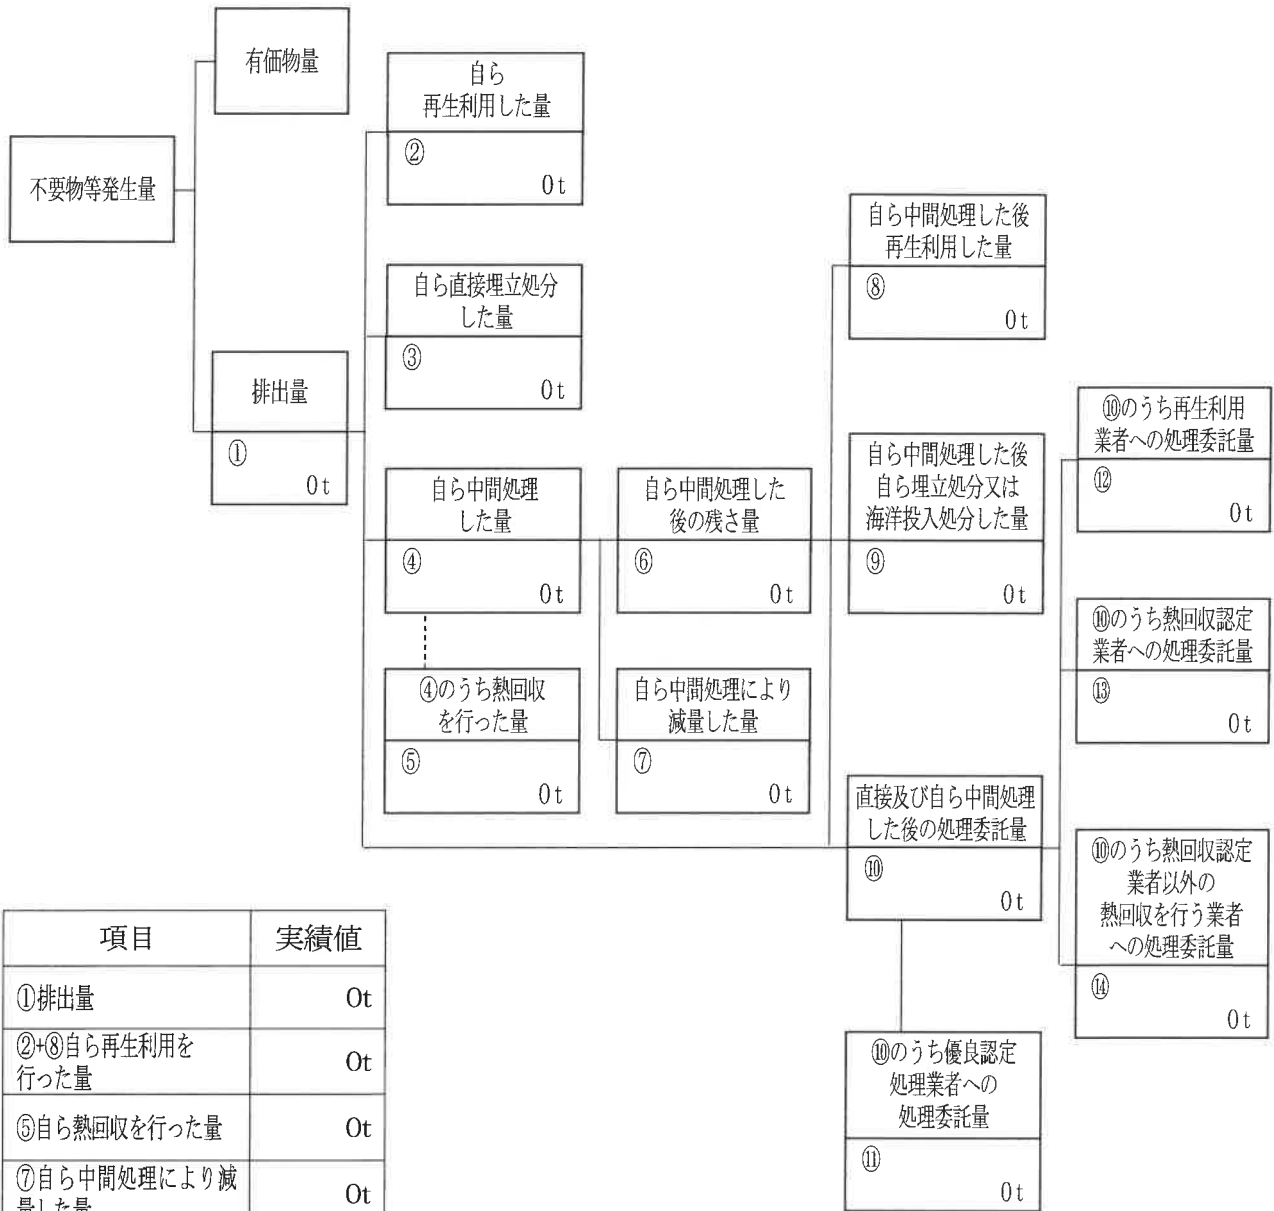 有価物量
不要物等発生量
排出量
①
0t
自ら
再生利用した量
②
0t
自ら直接埋立処分
した量
③
0t
自ら中間処理
した量
④
0t
④のうち熱回収
を行った量
⑤
0t
自ら中間処理した
後の残さ量
⑥
0t
自ら中間処理により
減量した量
⑦
0t
自ら中間処理した後
再生利用した量
⑧
0t
自ら中間処理した後
自ら埋立処分又は
海洋投入処分した量
⑨
0t
直接及び自ら中間処理
した後の処理委託量
⑩
0t
⑩のうち優良認定
処理業者への
処理委託量
⑪
0t
⑩のうち再生利用
業者への処理委託量
⑫
0t
⑩のうち熱回収認定
業者への処理委託量
⑬
0t
⑩のうち熱回収認定
業者以外の
熱回収を行う業者
への処理委託量
⑭
0t
項目 実績値
①排出量 0t
②+⑧自ら再生利用を
行った量 0t
⑤自ら熱回収を行った量 0t
⑦自ら中間処理により減
量した量 0t